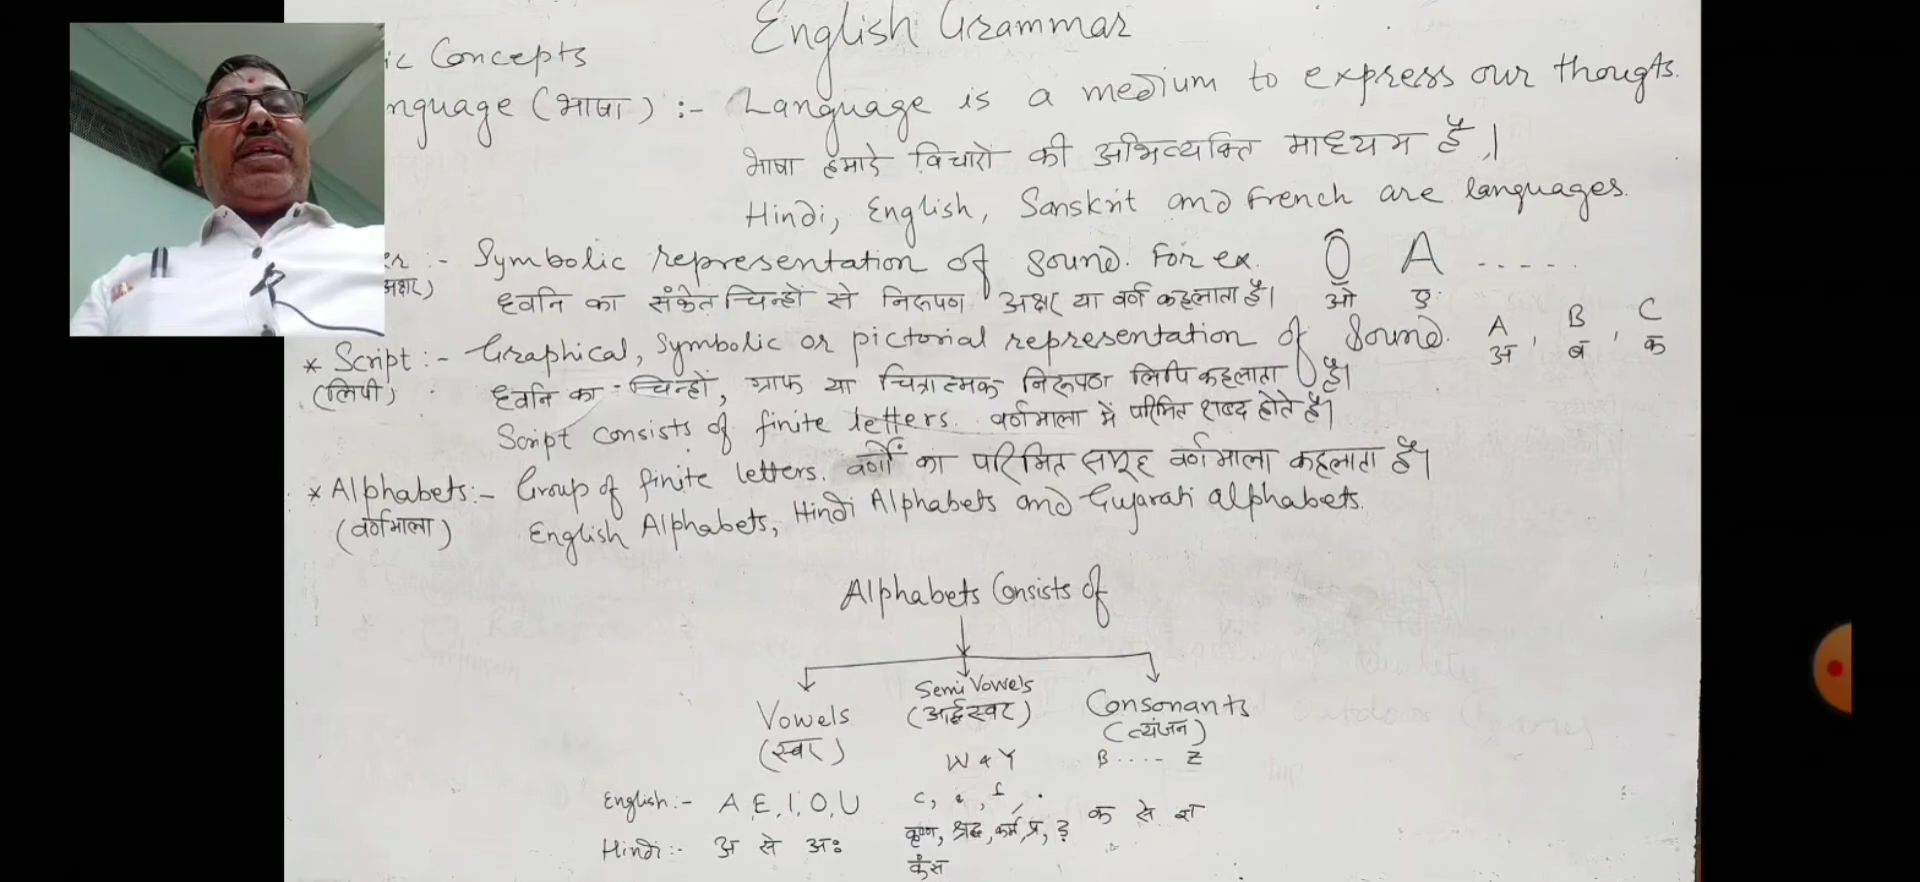 English Grammar
ic Concepts
nguage (भाषा) :- Language is a medium to express our thougts.
भाषा हमारे विचारो की अभिव्यक्ति माध्यम है।
Hindi, English, Sanskrit and French are languages.
er :- Symbolic representation of sound. For ex. O A .....
अक्षर) ध्वनि का संकेत चिन्हों से निरूपण अक्षर या वर्ण कहलाता है। ओ ए
* Script :- Graphical, Symbolic or pictorial representation of Sound. A, B, C
(लिपी) : ध्वनि का चिन्हों, ग्राफ या चित्रात्मक निरूपण लिपि कहलाता है। अ ब क
Script consists of finite letters. वर्णमाला में परिमित शब्द होते है।
* Alphabets:- Group of finite letters. वर्णों का परिमित समूह वर्णमाला कहलाता है।
(वर्णमाला) English Alphabets, Hindi Alphabets and Gujarati alphabets.
Alphabets Consists of
Vowels Semi Vowels Consonants
(स्वर) (आर्द्धस्वर) (व्यंजन)
W & Y B .... Z
English:- A, E, I, O, U
Hindi:- अ से अः कृष्ण, कर्म, प्र, ड़ क से ज्ञ